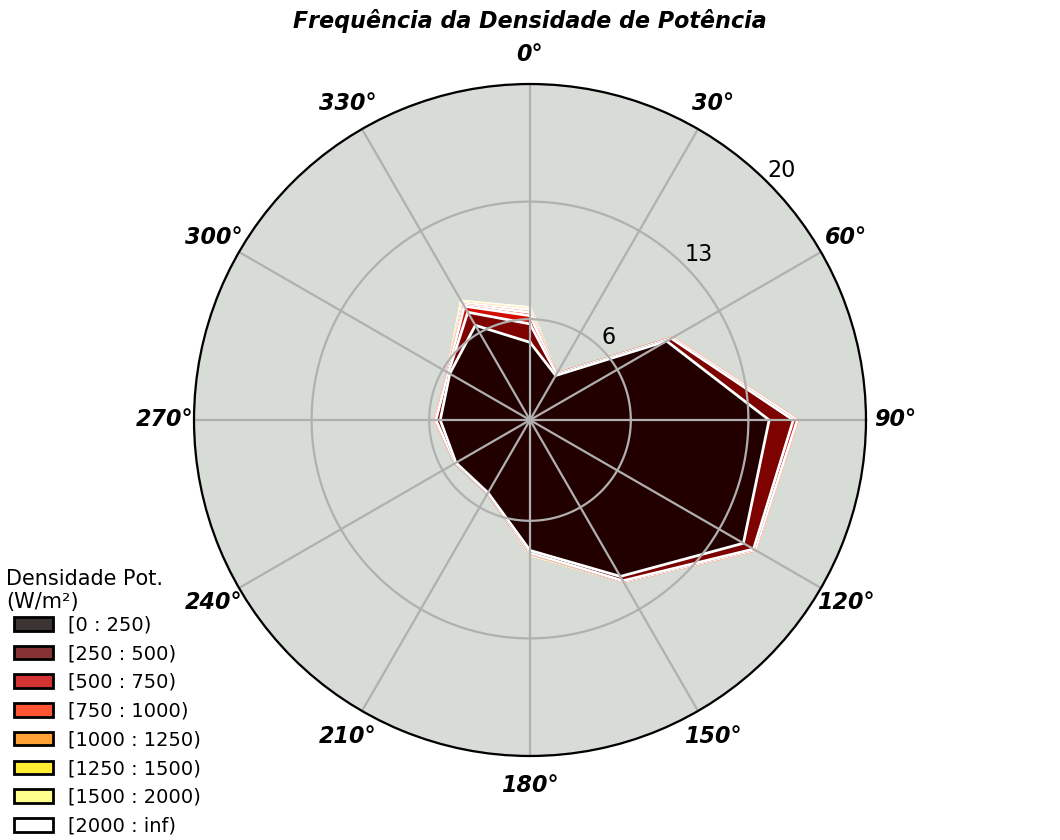 Frequência da Densidade de Potência
0°
30°
60°
90°
120°
150°
180°
210°
240°
270°
300°
330°
6
13
20
Densidade Pot.
(W/m²)
[0 : 250)
[250 : 500)
[500 : 750)
[750 : 1000)
[1000 : 1250)
[1250 : 1500)
[1500 : 2000)
[2000 : inf)